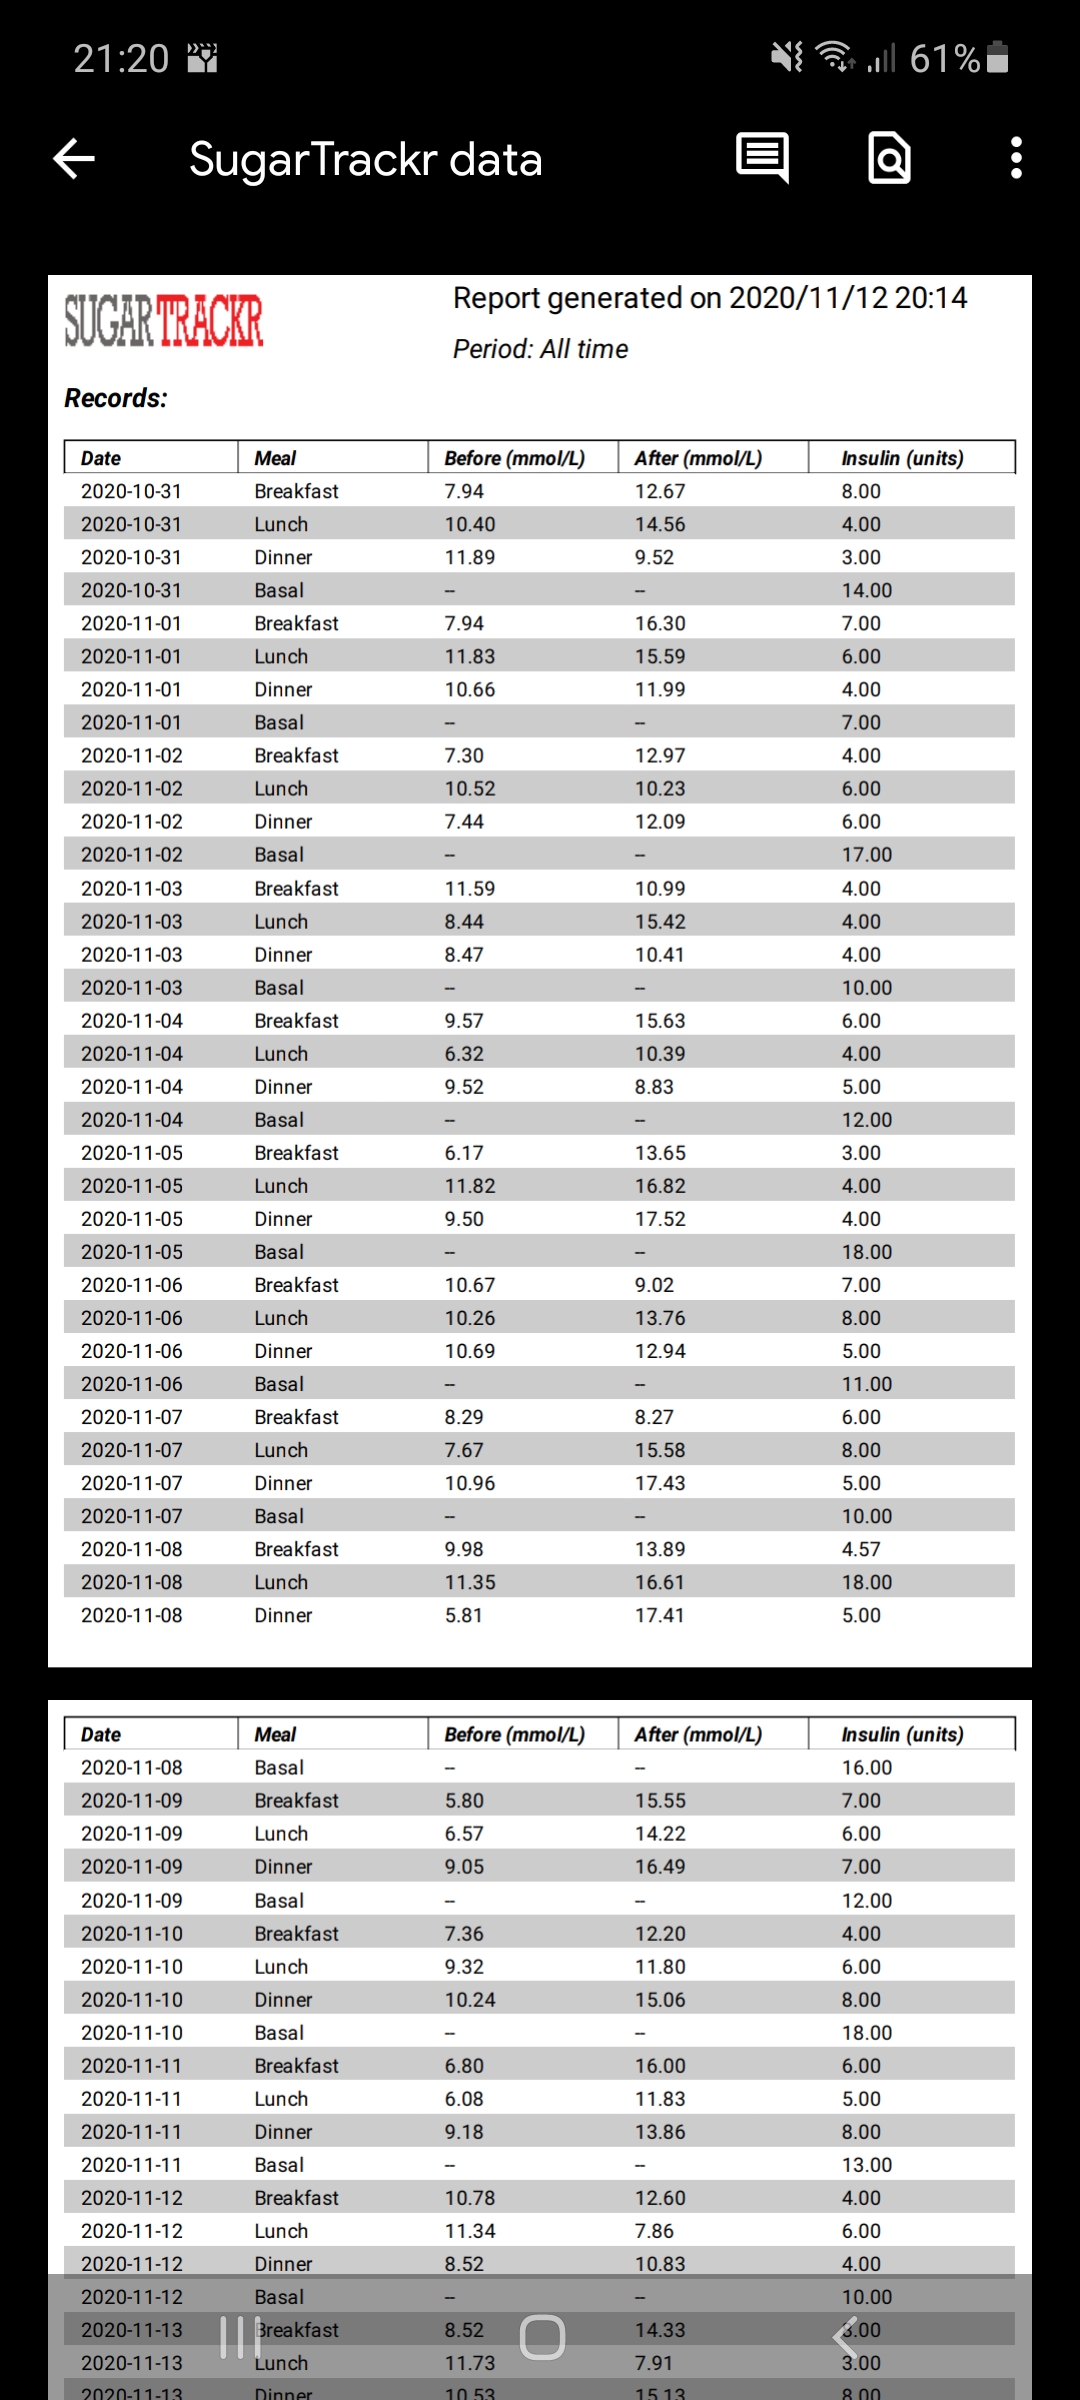 21:20 61%
SugarTrackr data
SUGAR TRACKR
Report generated on 2020/11/12 20:14
Period: All time
Records:
Date Meal Before (mmol/L) After (mmol/L) Insulin (units)
2020-10-31 Breakfast 7.94 12.67 8.00
2020-10-31 Lunch 10.40 14.56 4.00
2020-10-31 Dinner 11.89 9.52 3.00
2020-10-31 Basal -- -- 14.00
2020-11-01 Breakfast 7.94 16.30 7.00
2020-11-01 Lunch 11.83 15.59 6.00
2020-11-01 Dinner 10.66 11.99 4.00
2020-11-01 Basal -- -- 7.00
2020-11-02 Breakfast 7.30 12.97 4.00
2020-11-02 Lunch 10.52 10.23 6.00
2020-11-02 Dinner 7.44 12.09 6.00
2020-11-02 Basal -- -- 17.00
2020-11-03 Breakfast 11.59 10.99 4.00
2020-11-03 Lunch 8.44 15.42 4.00
2020-11-03 Dinner 8.47 10.41 4.00
2020-11-03 Basal -- -- 10.00
2020-11-04 Breakfast 9.57 15.63 6.00
2020-11-04 Lunch 6.32 10.39 4.00
2020-11-04 Dinner 9.52 8.83 5.00
2020-11-04 Basal -- -- 12.00
2020-11-05 Breakfast 6.17 13.65 3.00
2020-11-05 Lunch 11.82 16.82 4.00
2020-11-05 Dinner 9.50 17.52 4.00
2020-11-05 Basal -- -- 18.00
2020-11-06 Breakfast 10.67 9.02 7.00
2020-11-06 Lunch 10.26 13.76 8.00
2020-11-06 Dinner 10.69 12.94 5.00
2020-11-06 Basal -- -- 11.00
2020-11-07 Breakfast 8.29 8.27 6.00
2020-11-07 Lunch 7.67 15.58 8.00
2020-11-07 Dinner 10.96 17.43 5.00
2020-11-07 Basal -- -- 10.00
2020-11-08 Breakfast 9.98 13.89 4.57
2020-11-08 Lunch 11.35 16.61 18.00
2020-11-08 Dinner 5.81 17.41 5.00
Date Meal Before (mmol/L) After (mmol/L) Insulin (units)
2020-11-08 Basal -- -- 16.00
2020-11-09 Breakfast 5.80 15.55 7.00
2020-11-09 Lunch 6.57 14.22 6.00
2020-11-09 Dinner 9.05 16.49 7.00
2020-11-09 Basal -- -- 12.00
2020-11-10 Breakfast 7.36 12.20 4.00
2020-11-10 Lunch 9.32 11.80 6.00
2020-11-10 Dinner 10.24 15.06 8.00
2020-11-10 Basal -- -- 18.00
2020-11-11 Breakfast 6.80 16.00 6.00
2020-11-11 Lunch 6.08 11.83 5.00
2020-11-11 Dinner 9.18 13.86 8.00
2020-11-11 Basal -- -- 13.00
2020-11-12 Breakfast 10.78 12.60 4.00
2020-11-12 Lunch 11.34 7.86 6.00
2020-11-12 Dinner 8.52 10.83 4.00
2020-11-12 Basal -- -- 10.00
2020-11-13 Breakfast 8.52 14.33
2020-11-13 Lunch 11.73 7.91 3.00
2020-11-13 Dinner 10.53 15.13 8.00